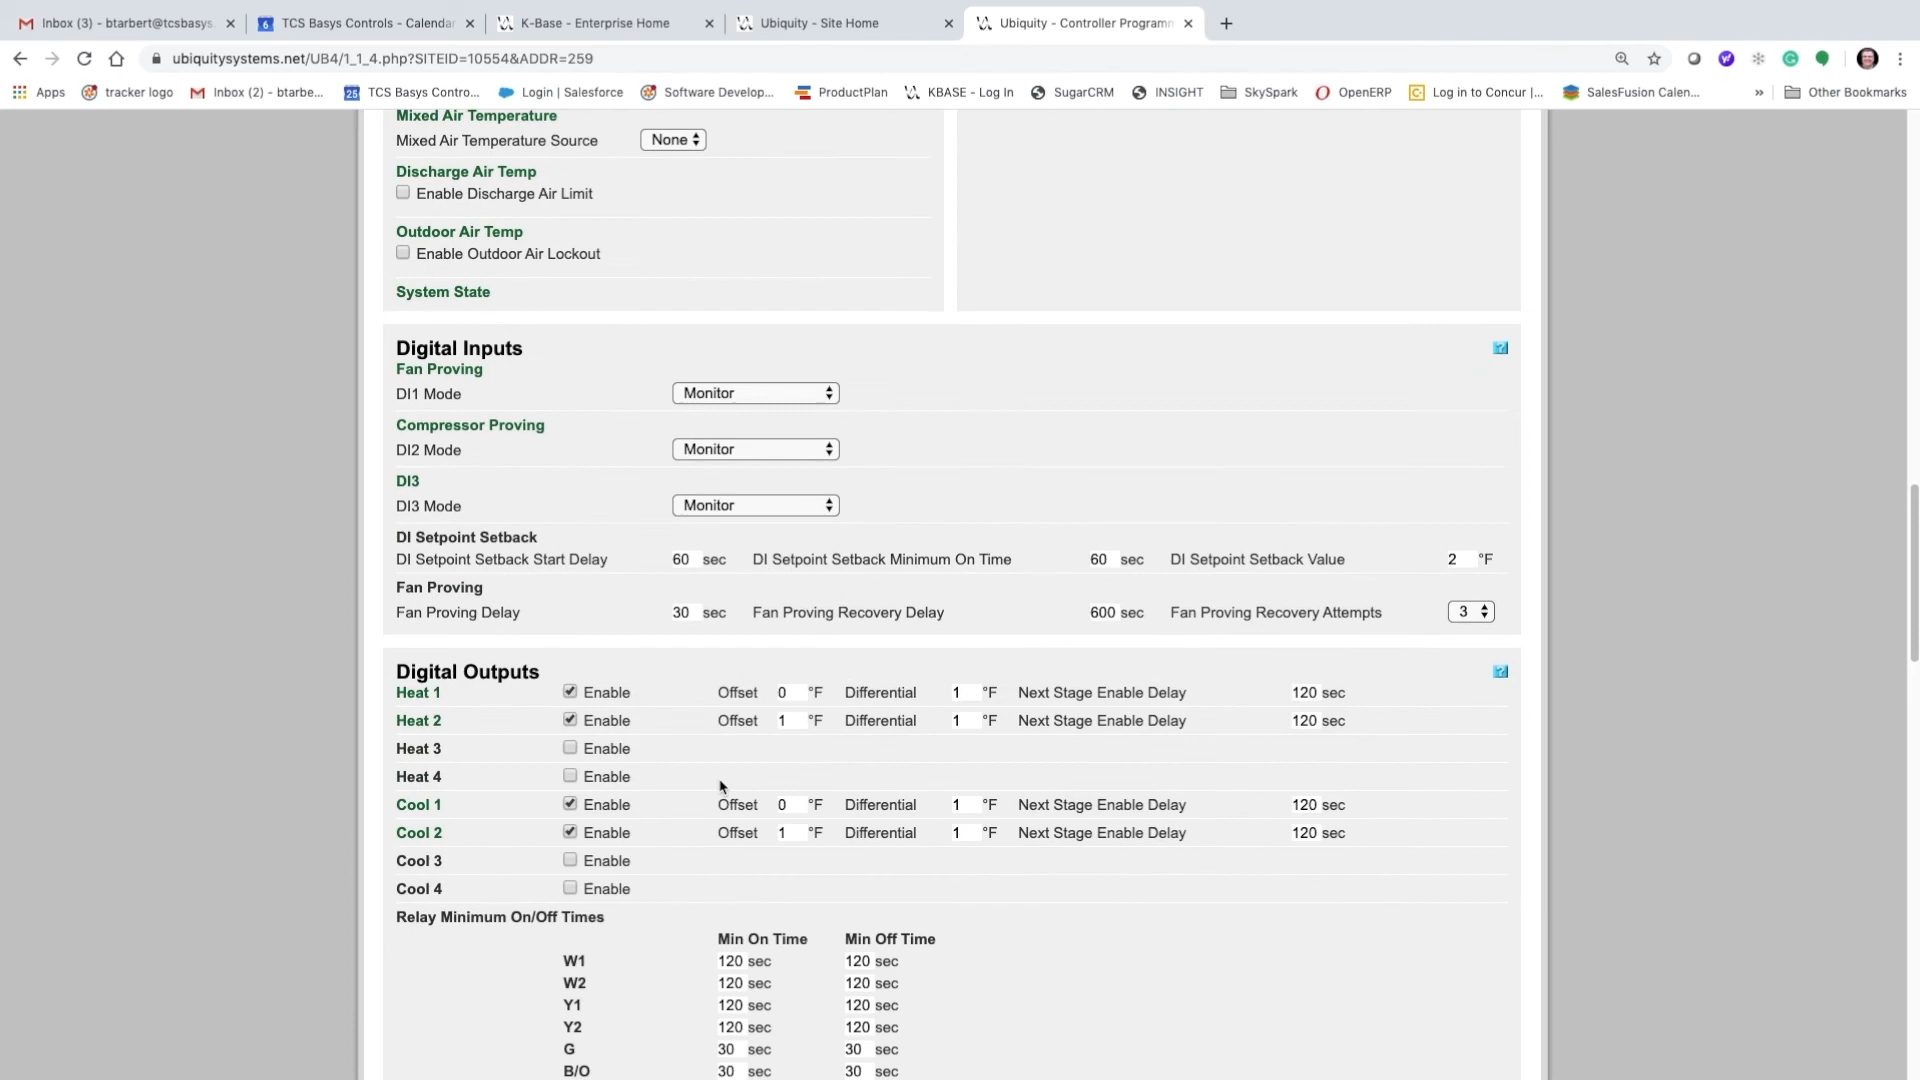 Inbox (3) - btarbert@tcsbasys.
TCS Basys Controls - Calendar
K-Base - Enterprise Home
Ubiquity - Site Home
Ubiquity - Controller Programm
ubiquitysystems.net/UB4/1_1_4.php?SITEID=10554&ADDR=259
Apps tracker logo Inbox (2) - btarbe... TCS Basys Contro... Login | Salesforce Software Develop... ProductPlan KBASE - Log In SugarCRM INSIGHT SkySpark OpenERP Log in to Concur |... SalesFusion Calen... » Other Bookmarks
Mixed Air Temperature
Mixed Air Temperature Source None
Discharge Air Temp
Enable Discharge Air Limit
Outdoor Air Temp
Enable Outdoor Air Lockout
System State
Digital Inputs
Fan Proving
DI1 Mode Monitor
Compressor Proving
DI2 Mode Monitor
DI3
DI3 Mode Monitor
DI Setpoint Setback
DI Setpoint Setback Start Delay 60 sec DI Setpoint Setback Minimum On Time 60 sec DI Setpoint Setback Value 2 °F
Fan Proving
Fan Proving Delay 30 sec Fan Proving Recovery Delay 600 sec Fan Proving Recovery Attempts 3
Digital Outputs
Heat 1 Enable Offset 0 °F Differential 1 °F Next Stage Enable Delay 120 sec
Heat 2 Enable Offset 1 °F Differential 1 °F Next Stage Enable Delay 120 sec
Heat 3 Enable
Heat 4 Enable
Cool 1 Enable Offset 0 °F Differential 1 °F Next Stage Enable Delay 120 sec
Cool 2 Enable Offset 1 °F Differential 1 °F Next Stage Enable Delay 120 sec
Cool 3 Enable
Cool 4 Enable
Relay Minimum On/Off Times
Min On Time Min Off Time
W1 120 sec 120 sec
W2 120 sec 120 sec
Y1 120 sec 120 sec
Y2 120 sec 120 sec
G 30 sec 30 sec
B/O 30 sec 30 sec